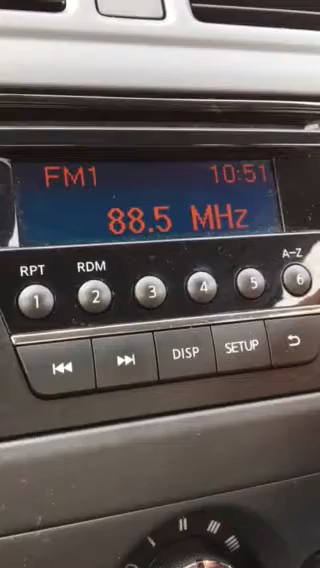 FM1 10:51
88.5 MHz
RPT RDM A-Z
1 2 3 4 5 6
DISP SETUP